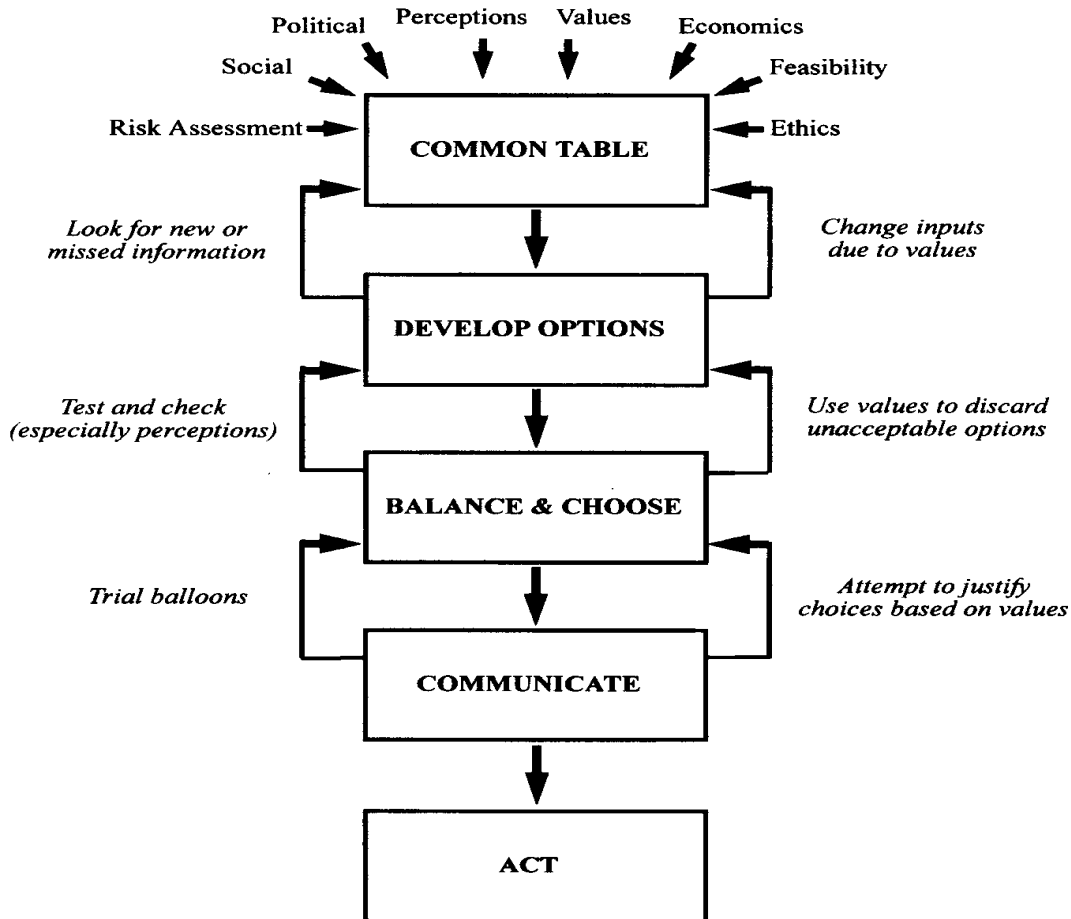 Perceptions Values
Political Economics
Social Feasibility
Risk Assessment Ethics
COMMON TABLE
Look for new or
missed information
Change inputs
due to values
DEVELOP OPTIONS
Test and check
(especially perceptions)
Use values to discard
unacceptable options
BALANCE & CHOOSE
Trial balloons
Attempt to justify
choices based on values
COMMUNICATE
ACT